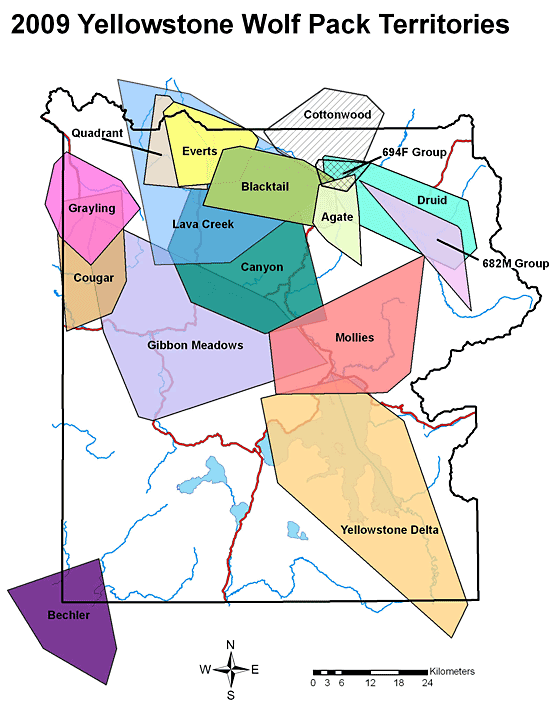 2009 Yellowstone Wolf Pack Territories
Cottonwood
Quadrant
Everts
694F Group
Blacktail
Druid
Grayling
Agate
Lava Creek
682M Group
Canyon
Cougar
Mollies
Gibbon Meadows
Yellowstone Delta
Bechler
N
W E
S
Kilometers
0 3 6 12 18 24